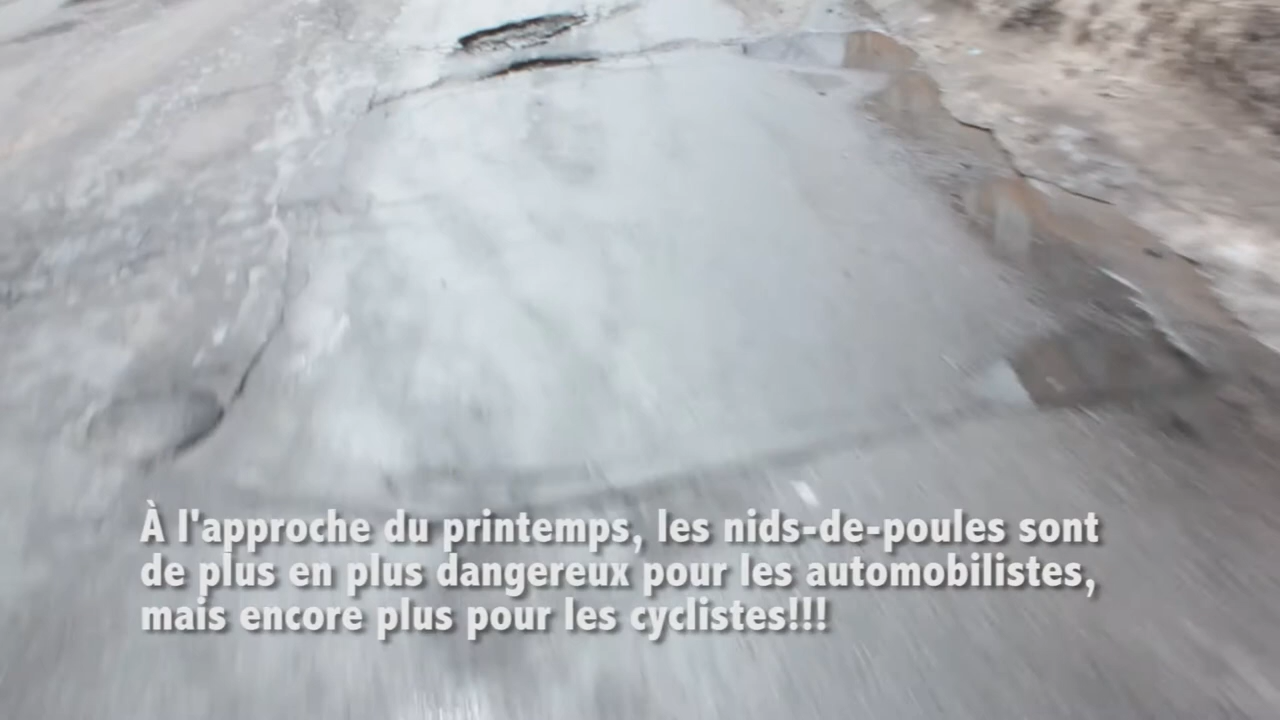 À l'approche du printemps, les nids-de-poules sont
de plus en plus dangereux pour les automobilistes,
mais encore plus pour les cyclistes!!!